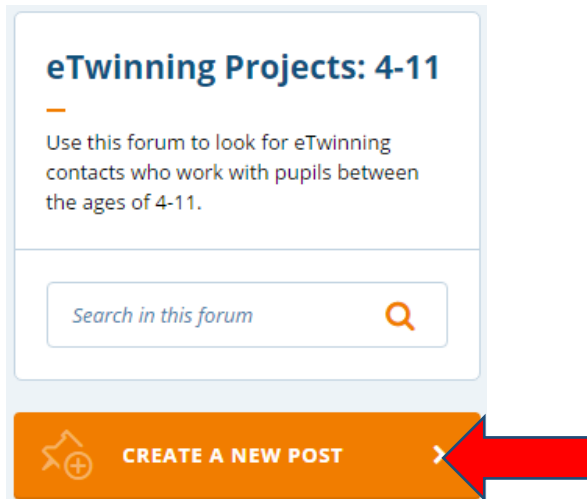 eTwinning Projects: 4-11
Use this forum to look for eTwinning
contacts who work with pupils between
the ages of 4-11.
Search in this forum
CREATE A NEW POST